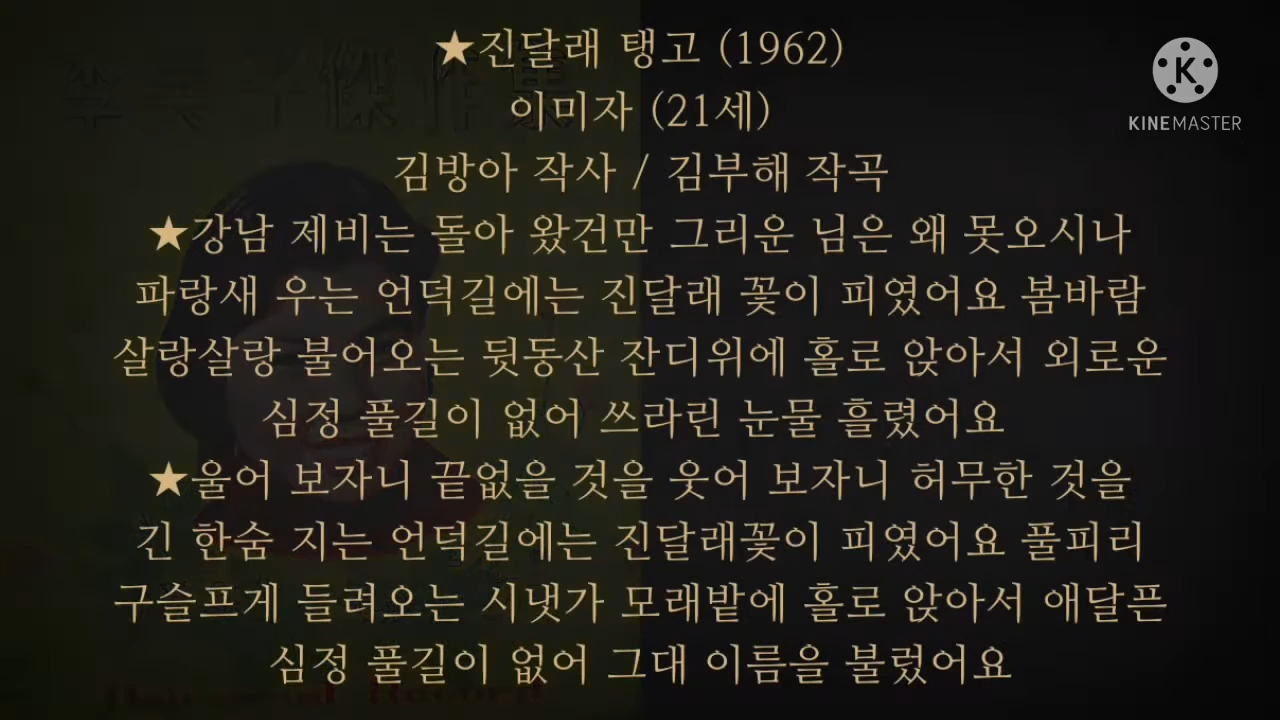 ★진달래 탱고 (1962)
이미자 (21세)
김방아 작사 / 김부해 작곡
★강남 제비는 돌아 왔건만 그리운 님은 왜 못오시나
파랑새 우는 언덕길에는 진달래 꽃이 피였어요 봄바람
살랑살랑 불어오는 뒷동산 잔디위에 홀로 앉아서 외로운
심정 풀길이 없어 쓰라린 눈물 흘렸어요
★울어 보자니 끝없을 것을 웃어 보자니 허무한 것을
긴 한숨 지는 언덕길에는 진달래꽃이 피였어요 풀피리
구슬프게 들려오는 시냇가 모래밭에 홀로 앉아서 애달픈
심정 풀길이 없어 그대 이름을 불렀어요
K
KINEMASTER